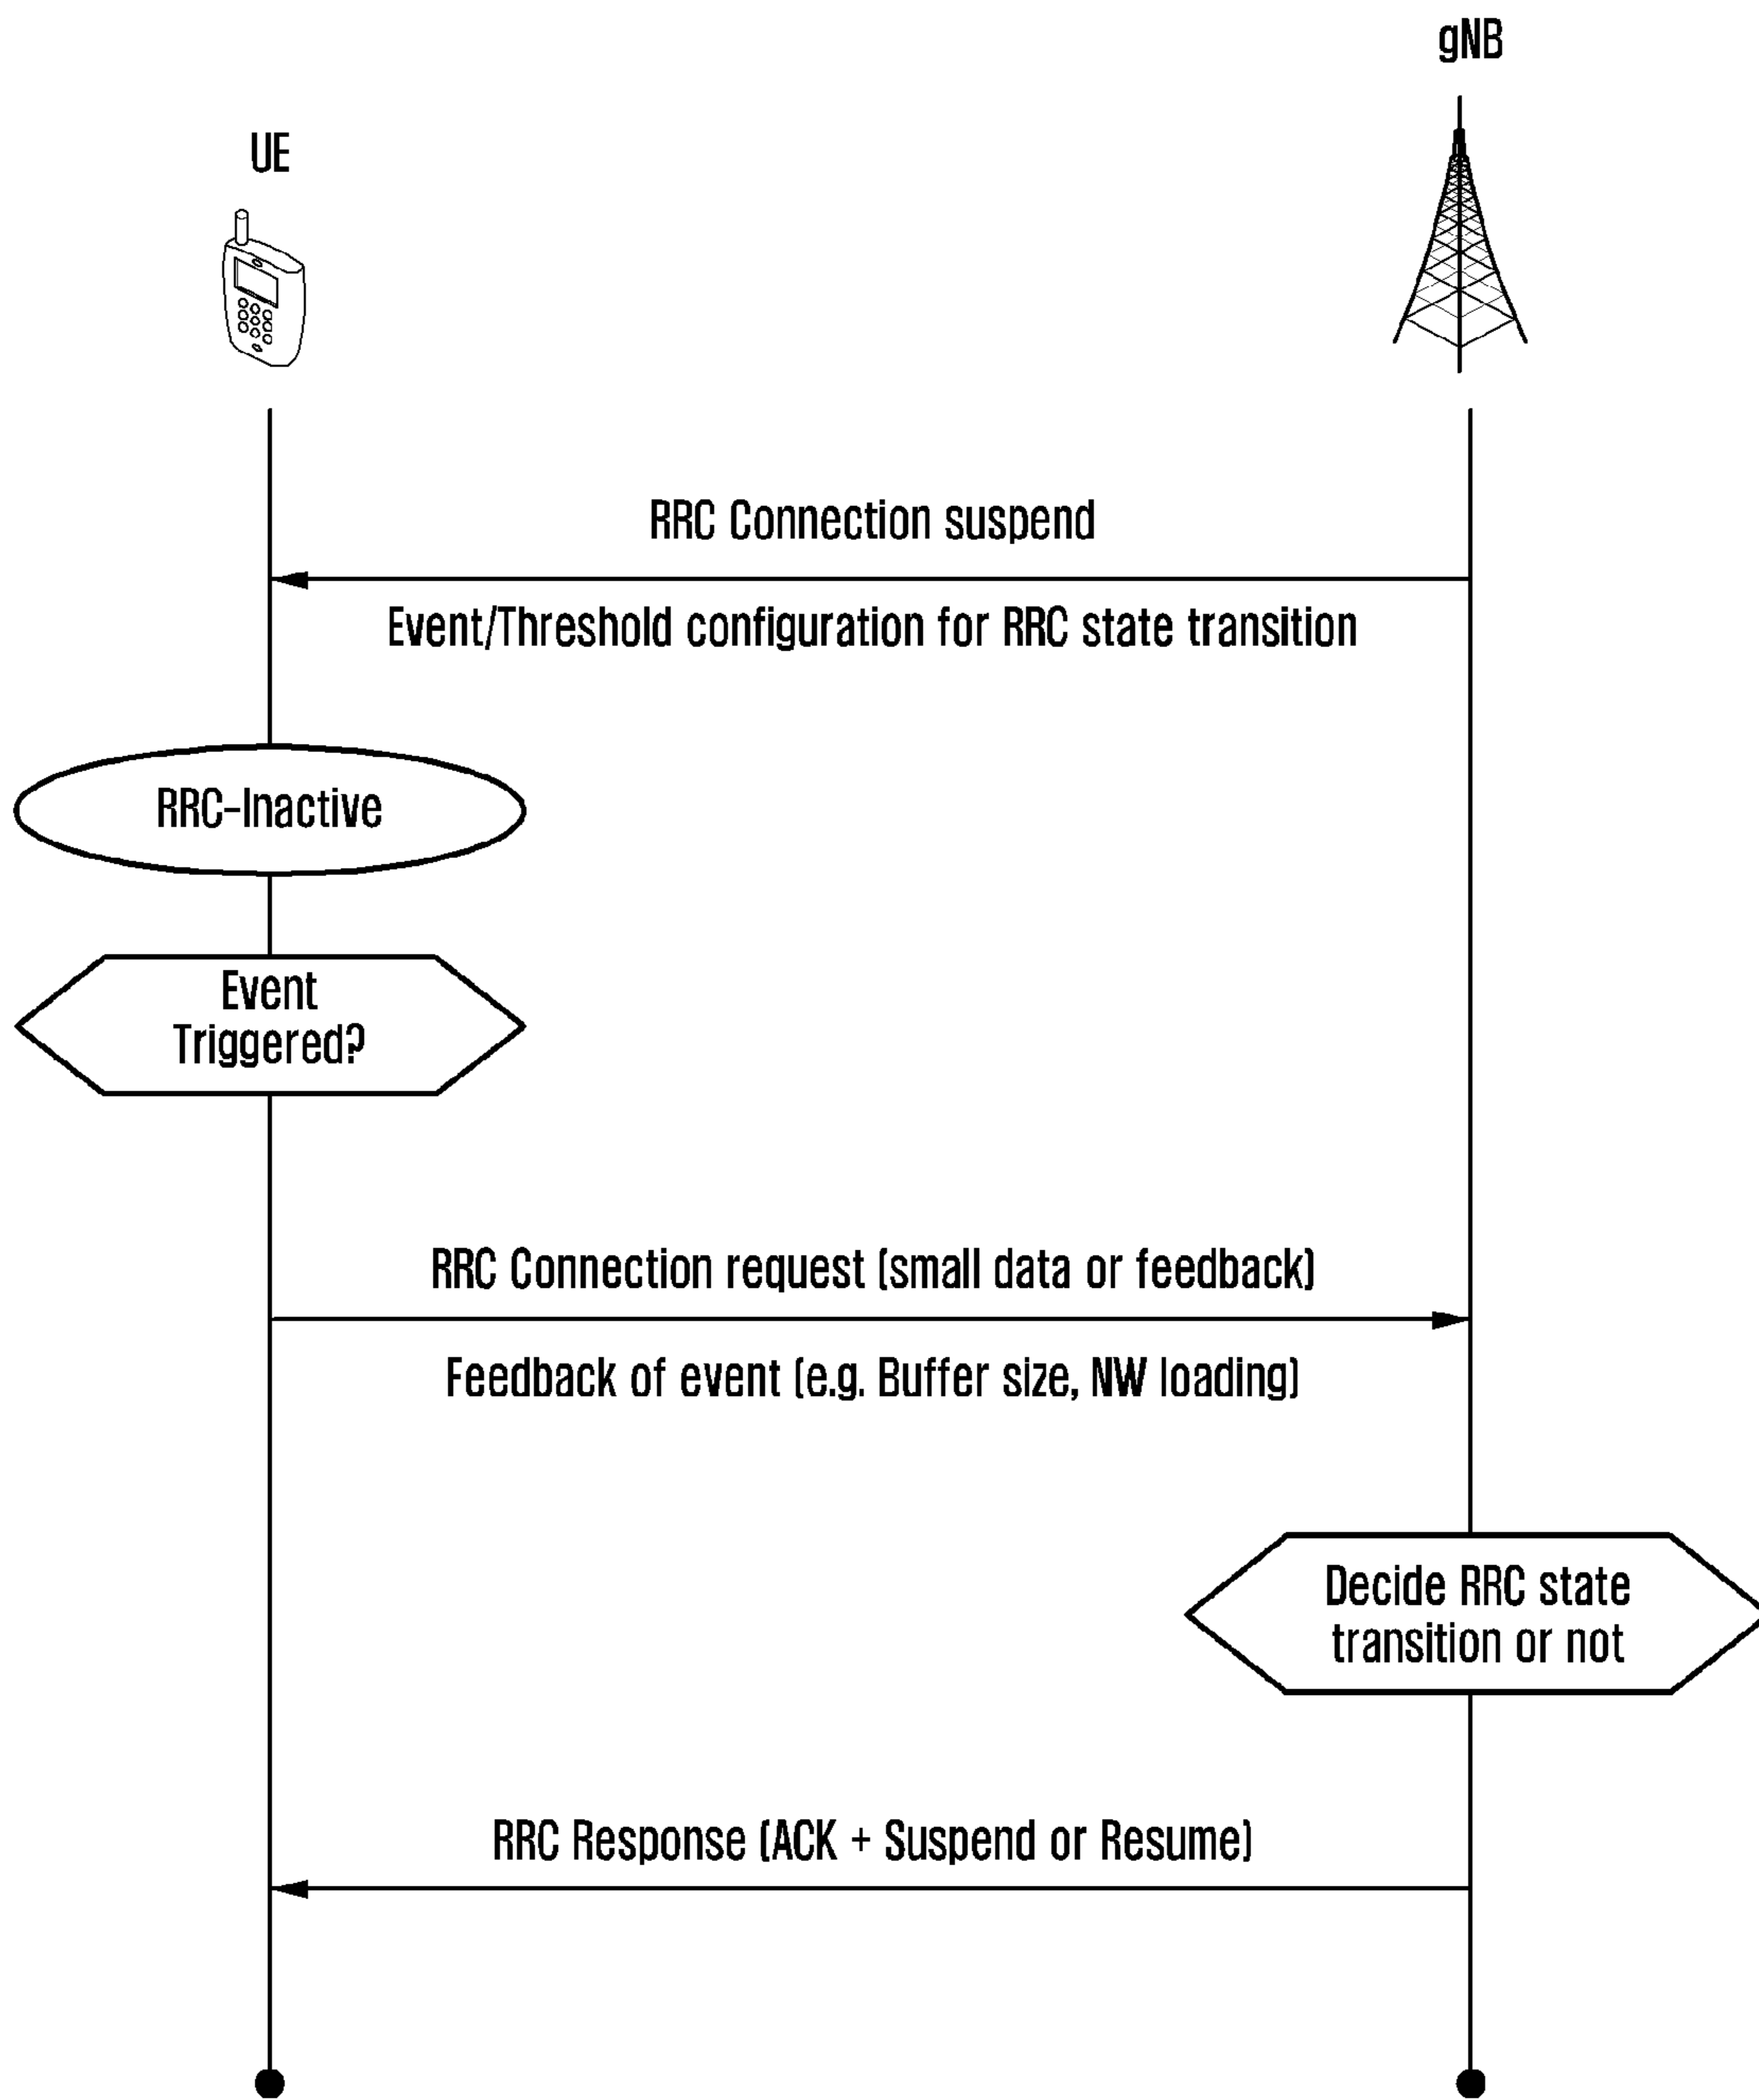 gNB
UE
RRC Connection suspend
Event/Threshold configuration for RRC state transition
RRC-Inactive
Event
Triggered?
RRC Connection request (small data or feedback)
Feedback of event (e.g. Buffer size, NW loading)
Decide RRC state
transition or not
RRC Response (ACK + Suspend or Resume)